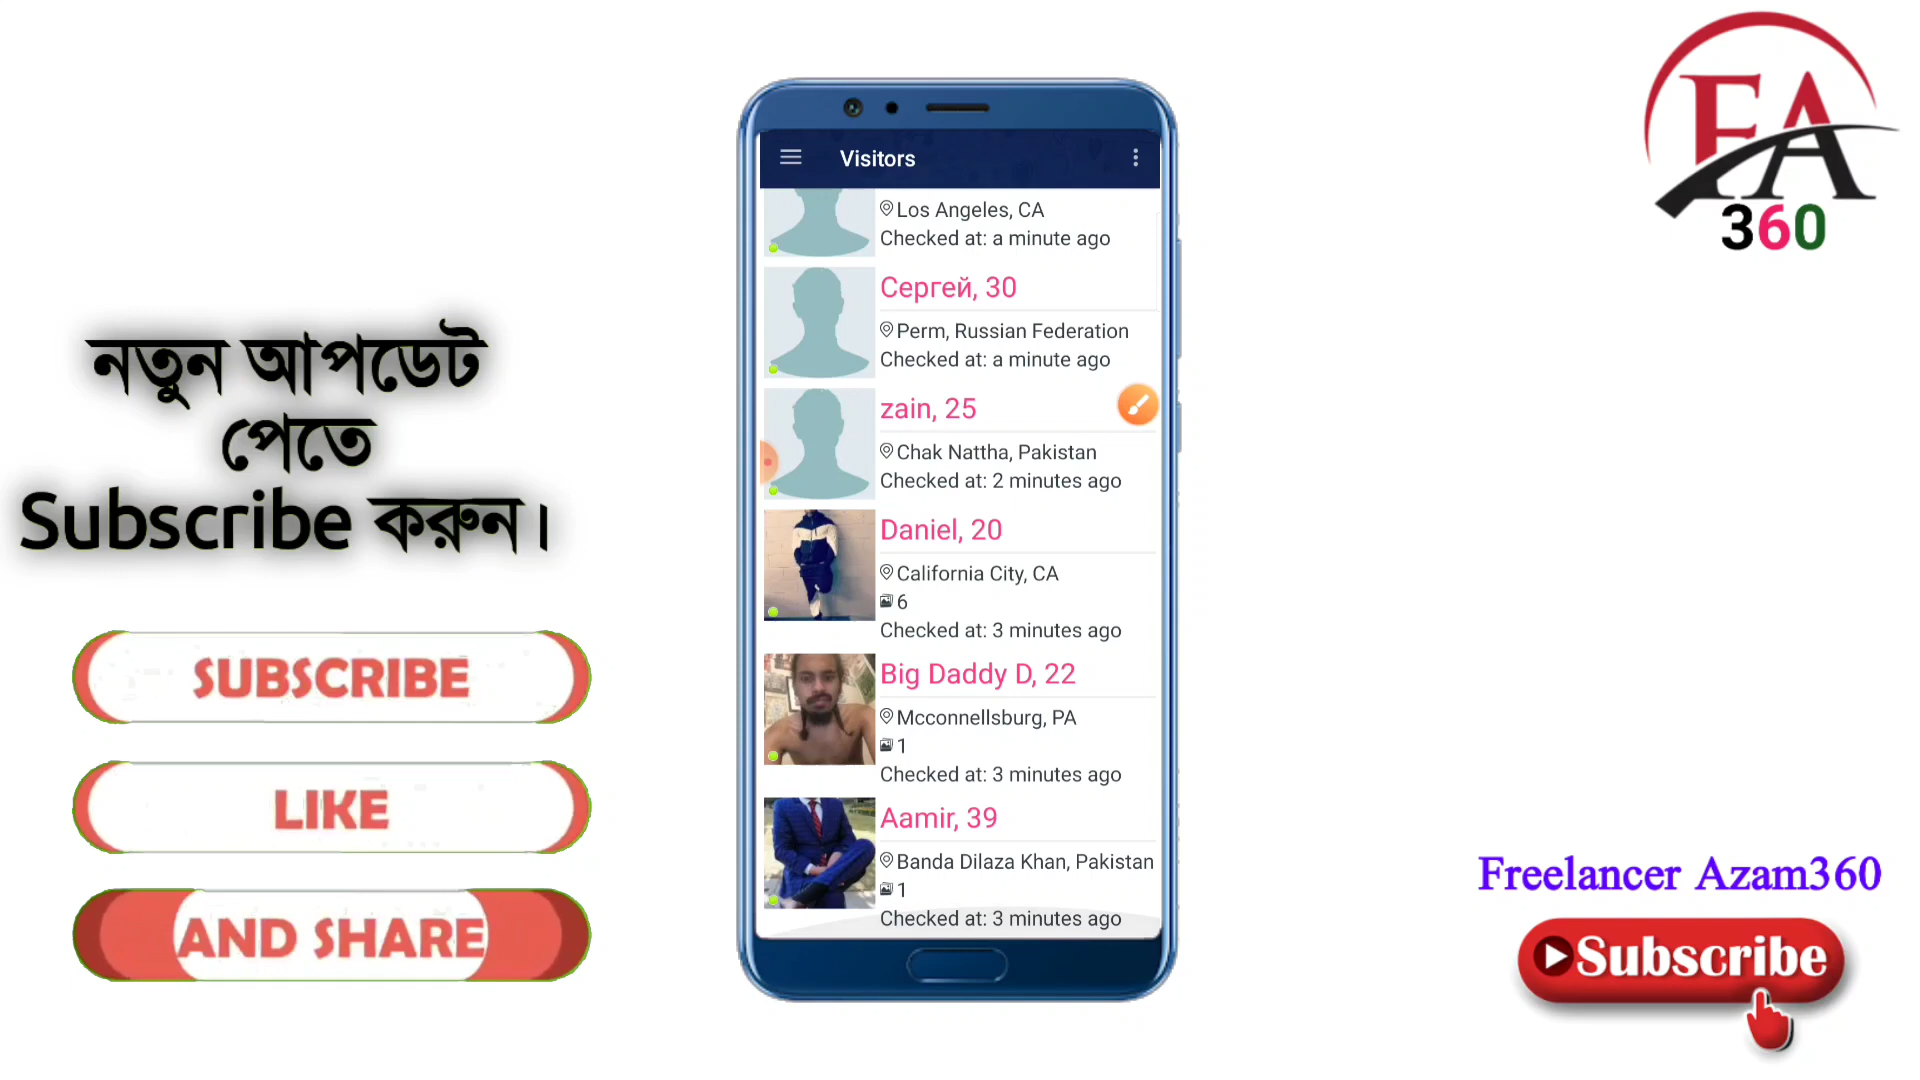 নতুন আপডেট
পেতে
Subscribe করুন।
SUBSCRIBE
LIKE
AND SHARE
Visitors
Los Angeles, CA
Checked at: a minute ago
Сергей, 30
Perm, Russian Federation
Checked at: a minute ago
zain, 25
Chak Nattha, Pakistan
Checked at: 2 minutes ago
Daniel, 20
California City, CA
6
Checked at: 3 minutes ago
Big Daddy D, 22
Mcconnellsburg, PA
1
Checked at: 3 minutes ago
Aamir, 39
Banda Dilaza Khan, Pakistan
1
Checked at: 3 minutes ago
FA
360
Freelancer Azam360
Subscribe